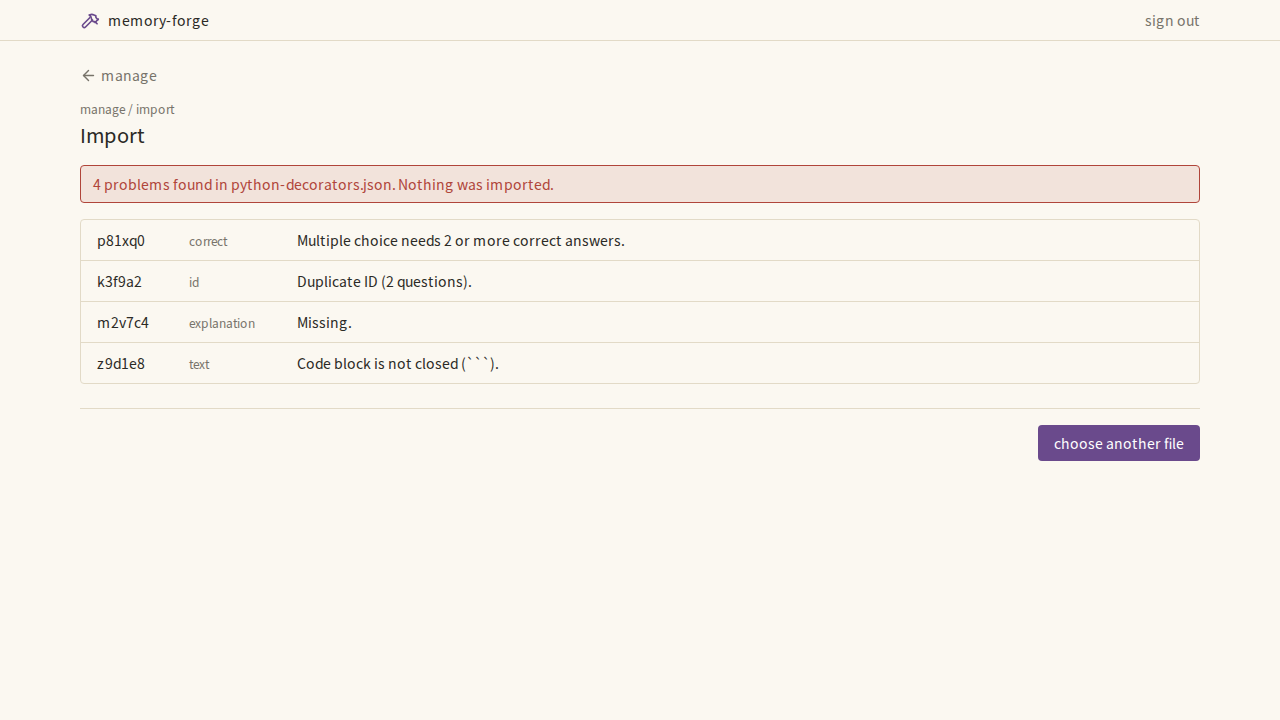 memory-forge
sign out
manage
manage / import
Import
4 problems found in python-decorators.json. Nothing was imported.
p81xq0 correct Multiple choice needs 2 or more correct answers.
k3f9a2 id Duplicate ID (2 questions).
m2v7c4 explanation Missing.
z9d1e8 text Code block is not closed (```).
choose another file